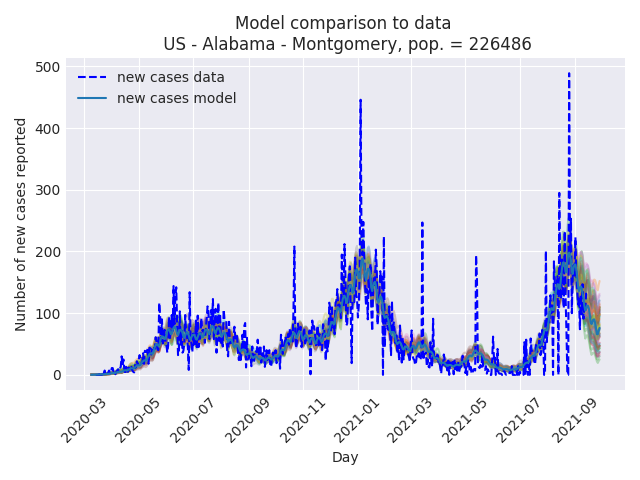 Model comparison to data
US - Alabama - Montgomery, pop. = 226486
new cases data
new cases model
Number of new cases reported
500
400
300
200
100
0
2020-03
2020-05
2020-07
2020-09
2020-11
2021-01
2021-03
2021-05
2021-07
2021-09
Day